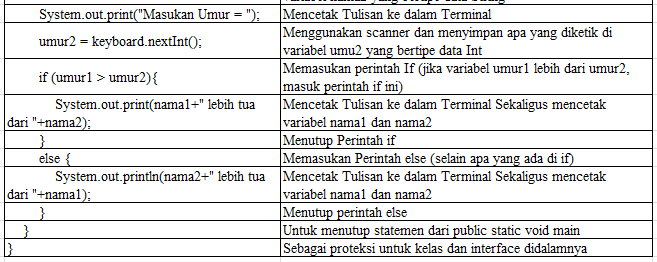 System.out.print("Masukan Umur = ");
Mencetak Tulisan ke dalam Terminal
umur2 = keyboard.nextInt();
Menggunakan scanner dan menyimpan apa yang diketik di
variabel umu2 yang bertipe data Int
if (umur1 > umur2){
Memasukan perintah If (jika variabel umur1 lebih dari umur2,
masuk perintah if ini)
System.out.print(nama1+" lebih tua
dari "+nama2);
Mencetak Tulisan ke dalam Terminal Sekaligus mencetak
variabel nama1 dan nama2
}
Menutup Perintah if
else {
Memasukan Perintah else (selain apa yang ada di if)
System.out.println(nama2+" lebih tua
dari "+nama1);
Mencetak Tulisan ke dalam Terminal Sekaligus mencetak
variabel nama1 dan nama2
}
Menutup perintah else
}
Untuk menutup statemen dari public static void main
}
Sebagai proteksi untuk kelas dan interface didalamnya